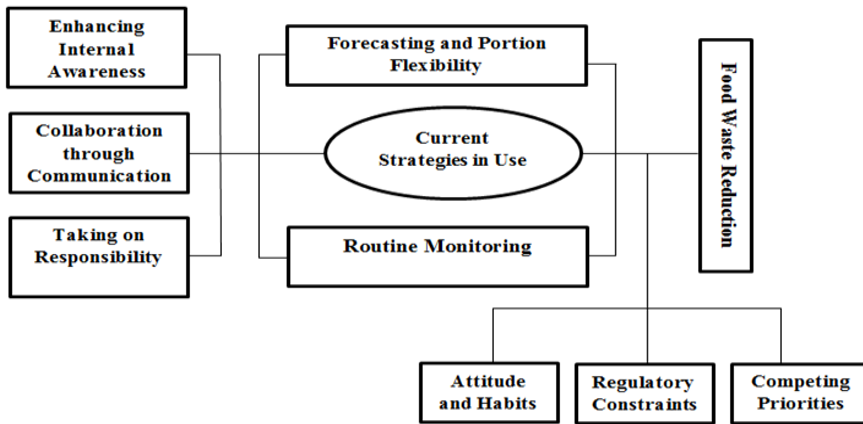 Enhancing
Internal
Awareness
Collaboration
through
Communication
Taking on
Responsibility
Forecasting and Portion
Flexibility
Current
Strategies in Use
Routine Monitoring
Food Waste Reduction
Attitude
and Habits
Regulatory
Constraints
Competing
Priorities